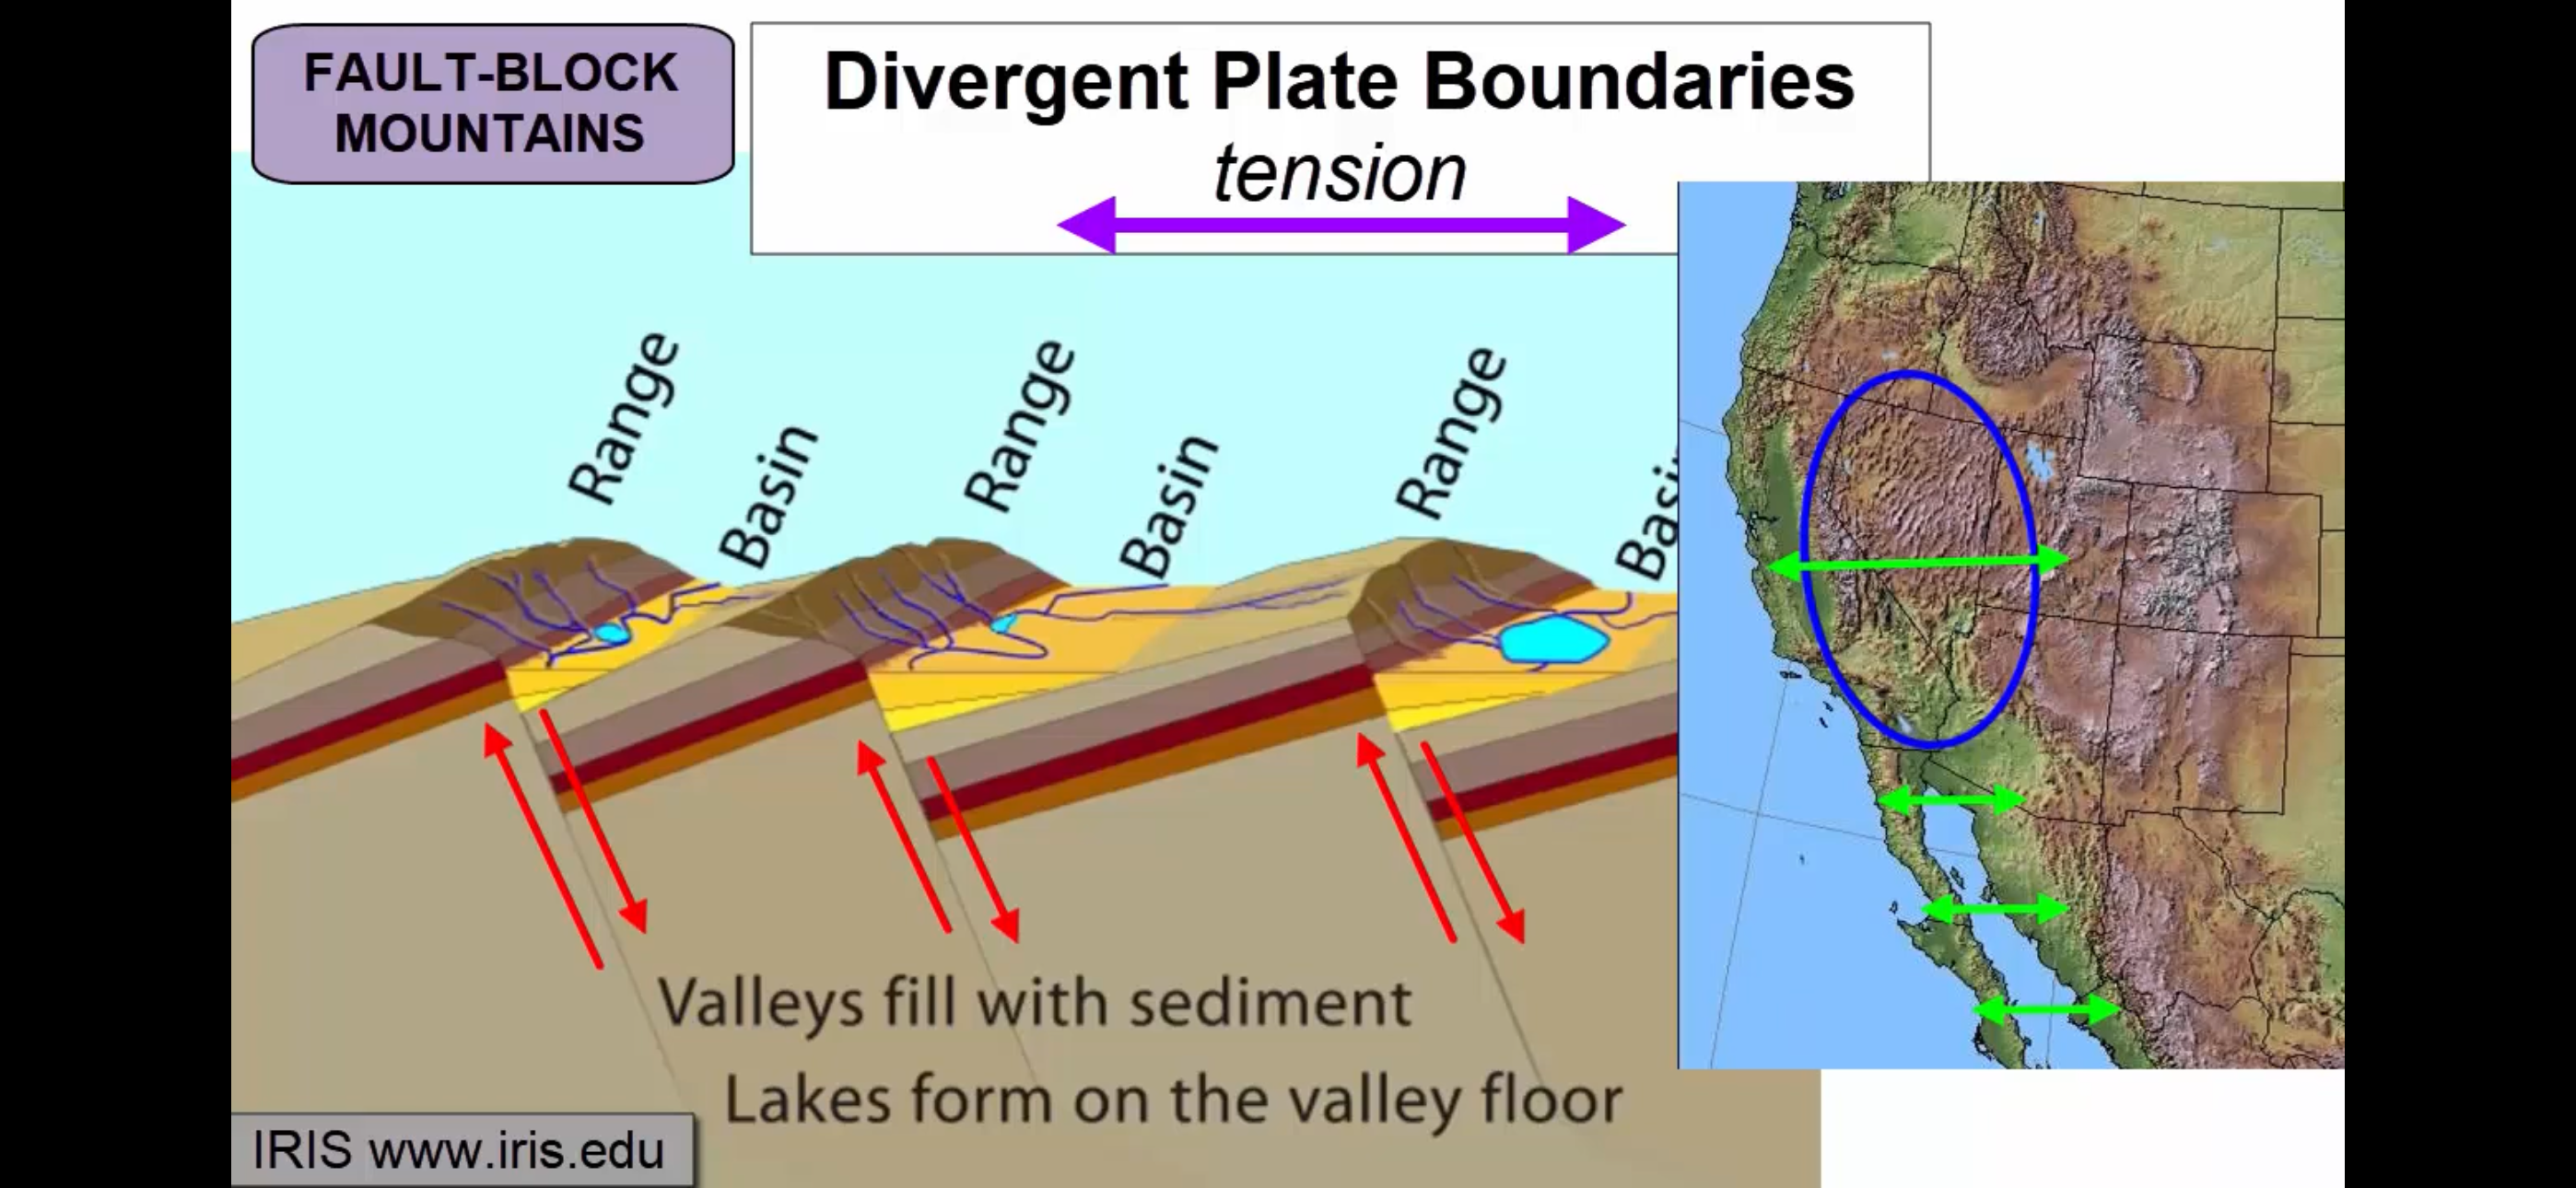 FAULT-BLOCK
MOUNTAINS
Divergent Plate Boundaries
tension
Range
Basin
Range
Basin
Range
Basi
Valleys fill with sediment
Lakes form on the valley floor
IRIS www.iris.edu